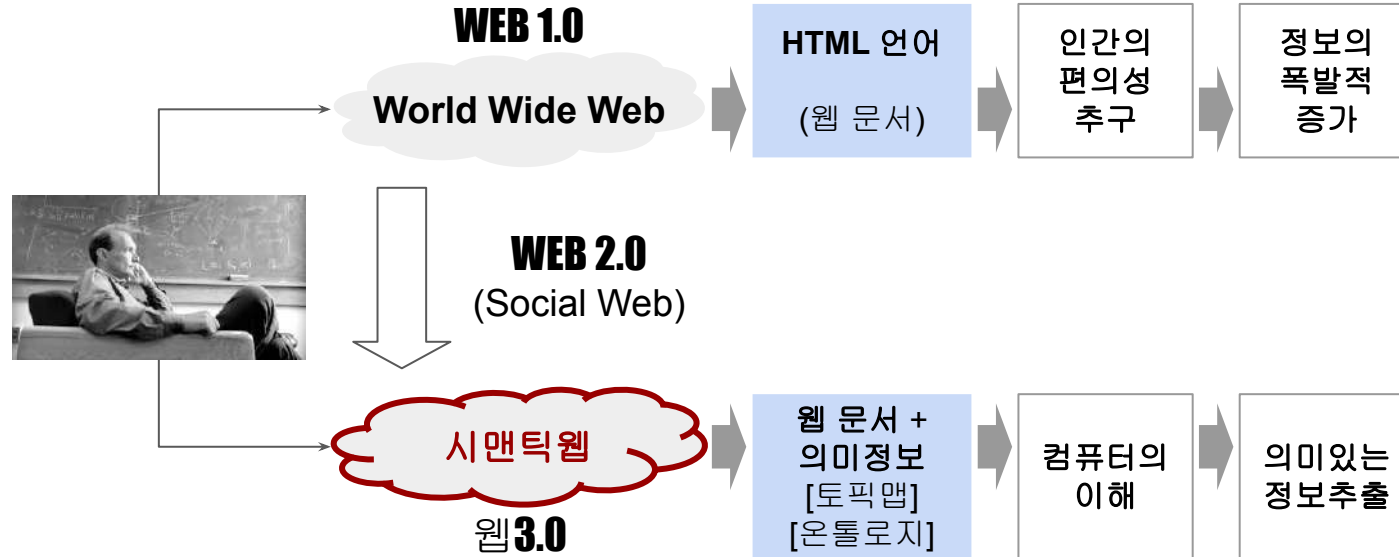 WEB 1.0
World Wide Web
HTML 언어
(웹 문서)
인간의
편의성
추구
정보의
폭발적
증가
WEB 2.0
(Social Web)
시맨틱웹
웹3.0
웹 문서 +
의미정보
[토픽맵]
[온톨로지]
컴퓨터의
이해
의미있는
정보추출